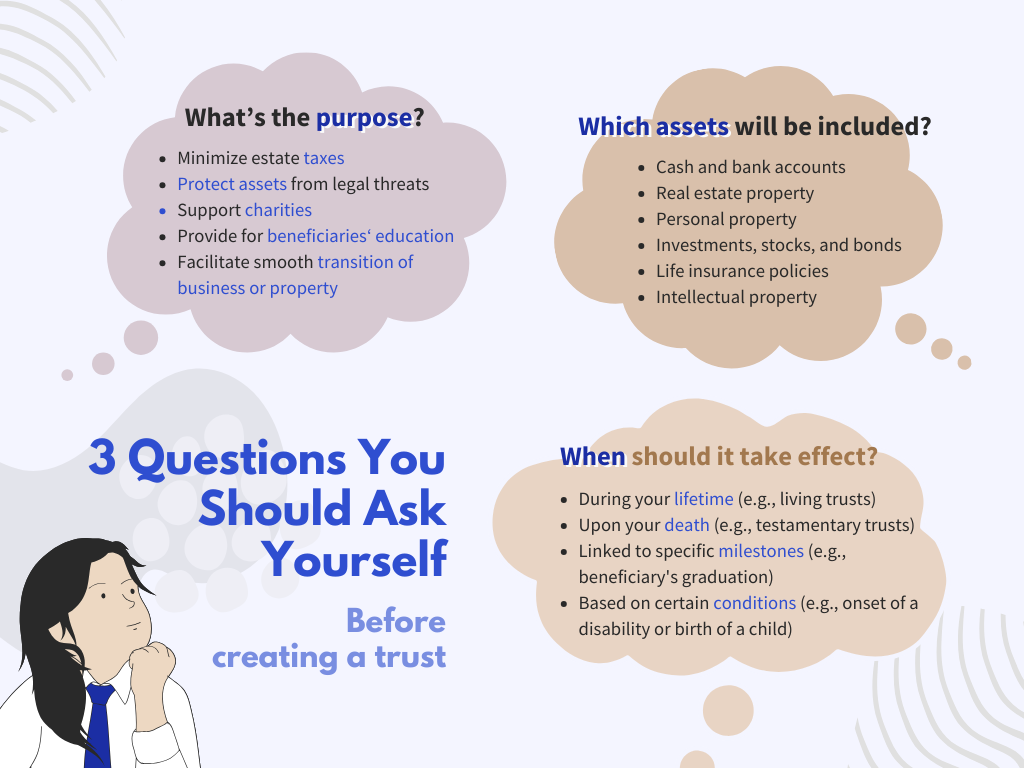 What's the purpose?
• Minimize estate taxes
• Protect assets from legal threats
• Support charities
• Provide for beneficiaries‘ education
• Facilitate smooth transition of
business or property
Which assets will be included?
• Cash and bank accounts
• Real estate property
• Personal property
• Investments, stocks, and bonds
• Life insurance policies
• Intellectual property
3 Questions You
Should Ask
Yourself
Before
creating a trust
When should it take effect?
• During your lifetime (e.g., living trusts)
• Upon your death (e.g., testamentary trusts)
• Linked to specific milestones (e.g.,
beneficiary's graduation)
• Based on certain conditions (e.g., onset of a
disability or birth of a child)